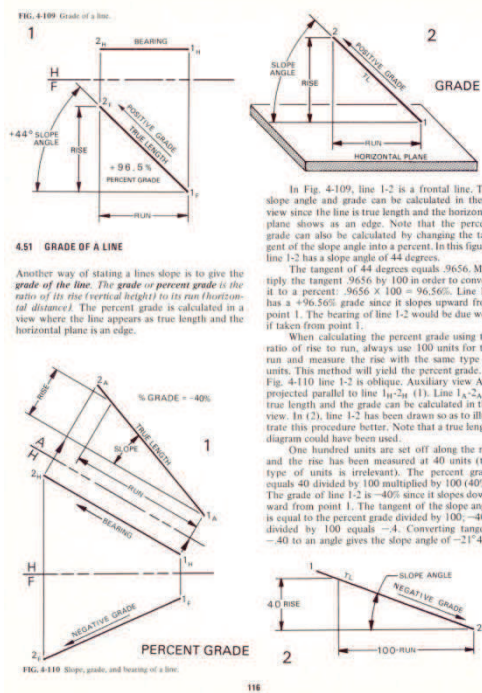 FIG. 4-109 Grade of a line.
1
2H
BEARING
1H
H
F
2F
POSITIVE GRADE
TRUE LENGTH
+44° SLOPE
ANGLE
RISE
+96.5%
PERCENT GRADE
1F
RUN
2
2
POSITIVE GRADE
TL
SLOPE
ANGLE
RISE
GRADE
1
RUN
HORIZONTAL PLANE
4.51 GRADE OF A LINE
Another way of stating a lines slope is to give the
grade of the line. The grade or percent grade is the
ratio of its rise (vertical height) to its run (horizon-
tal distance). The percent grade is calculated in a
view where the line appears as true length and the
horizontal plane is an edge.
In Fig. 4-109, line 1-2 is a frontal line. T
slope angle and grade can be calculated in the
view since the line is true length and the horizon
plane shows as an edge. Note that the perce
grade can also be calculated by changing the ta
gent of the slope angle into a percent. In this figu
line 1-2 has a slope angle of 44 degrees.
The tangent of 44 degrees equals .9656. M
tiply the tangent .9656 by 100 in order to conv
it to a percent: .9656 X 100 = 96.56%. Line
has a +96.56% grade since it slopes upward fr
point 1. The bearing of line 1-2 would be due w
if taken from point 1.
When calculating the percent grade using t
ratio of rise to run, always use 100 units for t
run and measure the rise with the same type
units. This method will yield the percent grade.
Fig. 4-110 line 1-2 is oblique. Auxiliary view A
projected parallel to line 1H-2H (1). Line 1A-2A
true length and the grade can be calculated in t
view. In (2), line 1-2 has been drawn so as to ill
trate this procedure better. Note that a true leng
diagram could have been used.
One hundred units are set off along the r
and the rise has been measured at 40 units (t
type of units is irrelevant). The percent gra
equals 40 divided by 100 multiplied by 100 (40%
The grade of line 1-2 is −40% since it slopes dow
ward from point 1. The tangent of the slope ang
is equal to the percent grade divided by 100; −40
divided by 100 equals −.4. Converting tange
−.40 to an angle gives the slope angle of −21°4
RISE
2A
% GRADE = -40%
1
TRUE LENGTH
SLOPE
A
H
RUN
2H
1A
BEARING
1H
H
F
1F
NEGATIVE GRADE
2F
PERCENT GRADE
1
TL
SLOPE ANGLE
NEGATIVE GRADE
40 RISE
2
100-RUN
2
FIG. 4-110 Slope, grade, and bearing of a line.
116